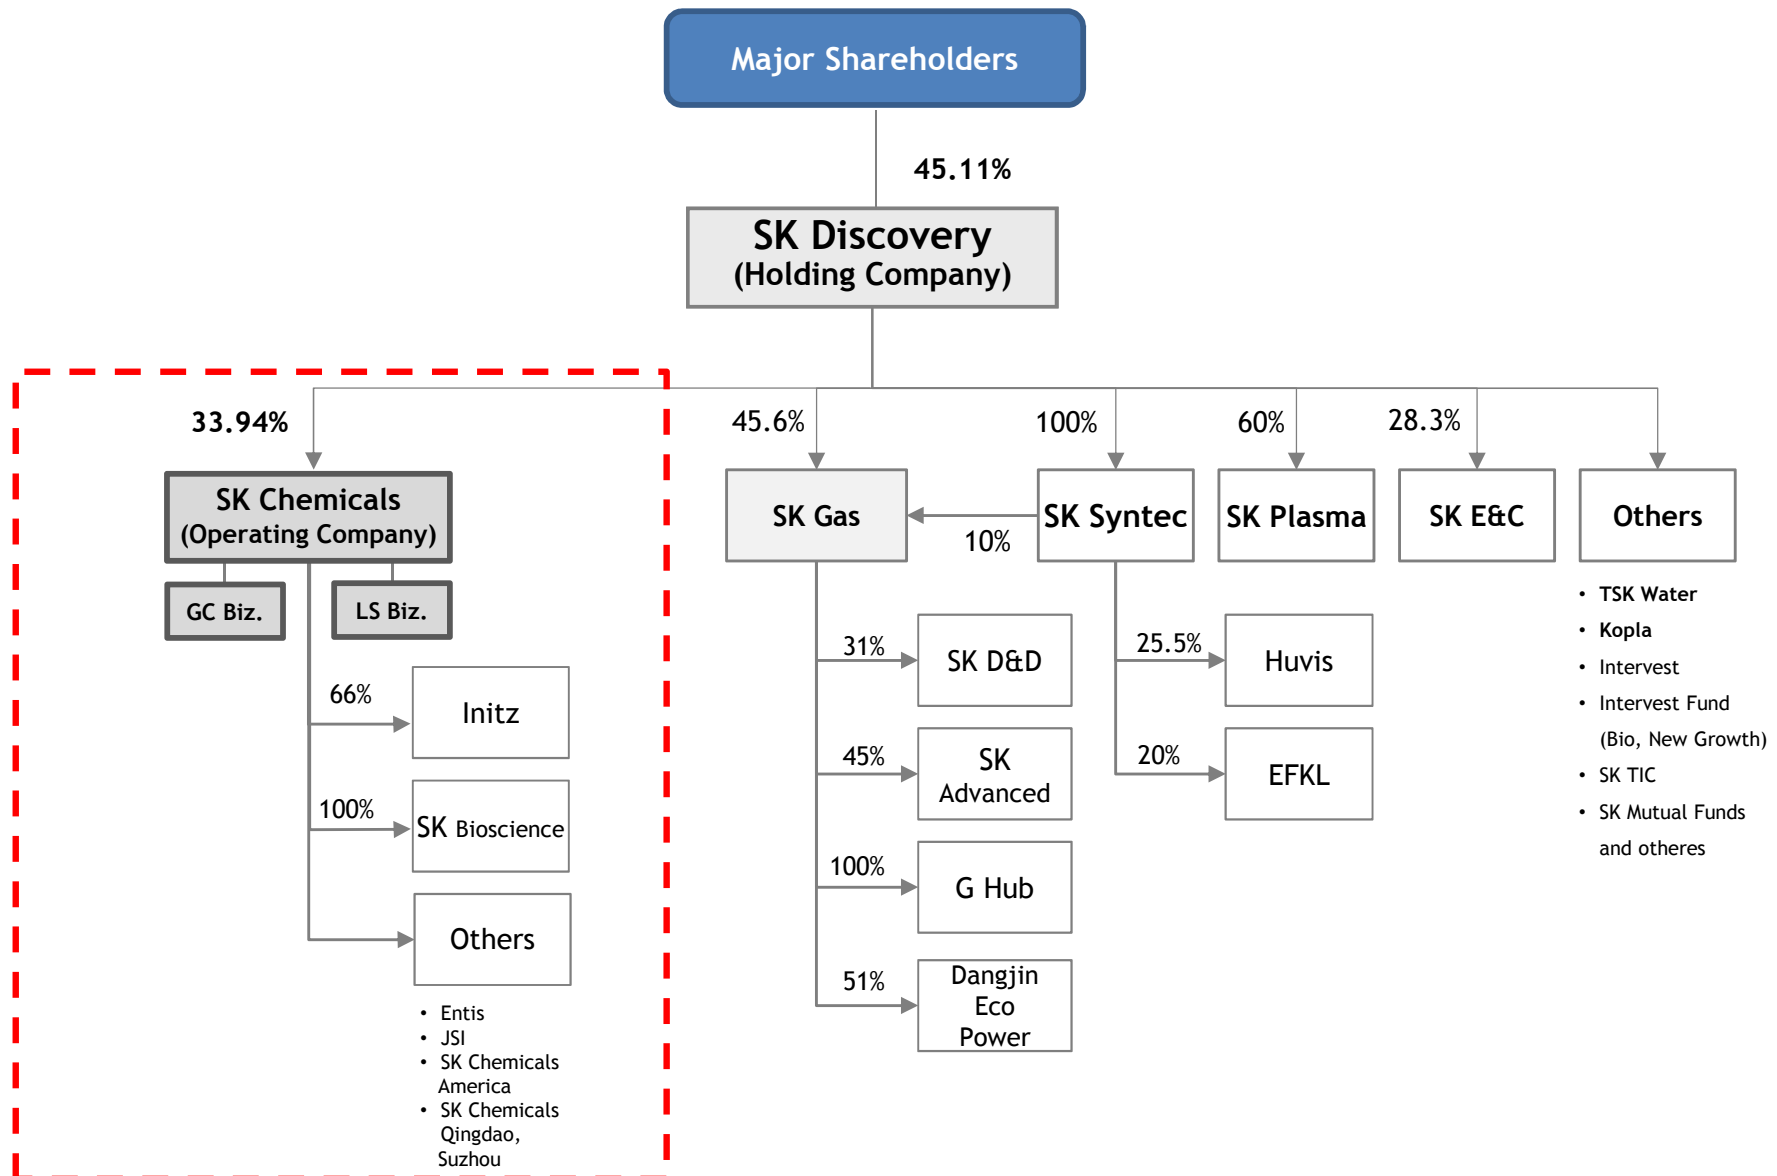 Major Shareholders
45.11%
SK Discovery
(Holding Company)
33.94%
45.6%
100%
60%
28.3%
SK Chemicals
(Operating Company)
SK Gas
SK Syntec
SK Plasma
SK E&C
Others
10%
GC Biz.
LS Biz.
66%
Initz
100%
SK Bioscience
Others
• Entis
• JSI
• SK Chemicals
America
• SK Chemicals
Qingdao,
Suzhou
31%
SK D&D
45%
SK
Advanced
100%
G Hub
51%
Dangjin
Eco
Power
25.5%
Huvis
20%
EFKL
• TSK Water
• Kopla
• Intervest
• Intervest Fund
(Bio, New Growth)
• SK TIC
• SK Mutual Funds
and otheres